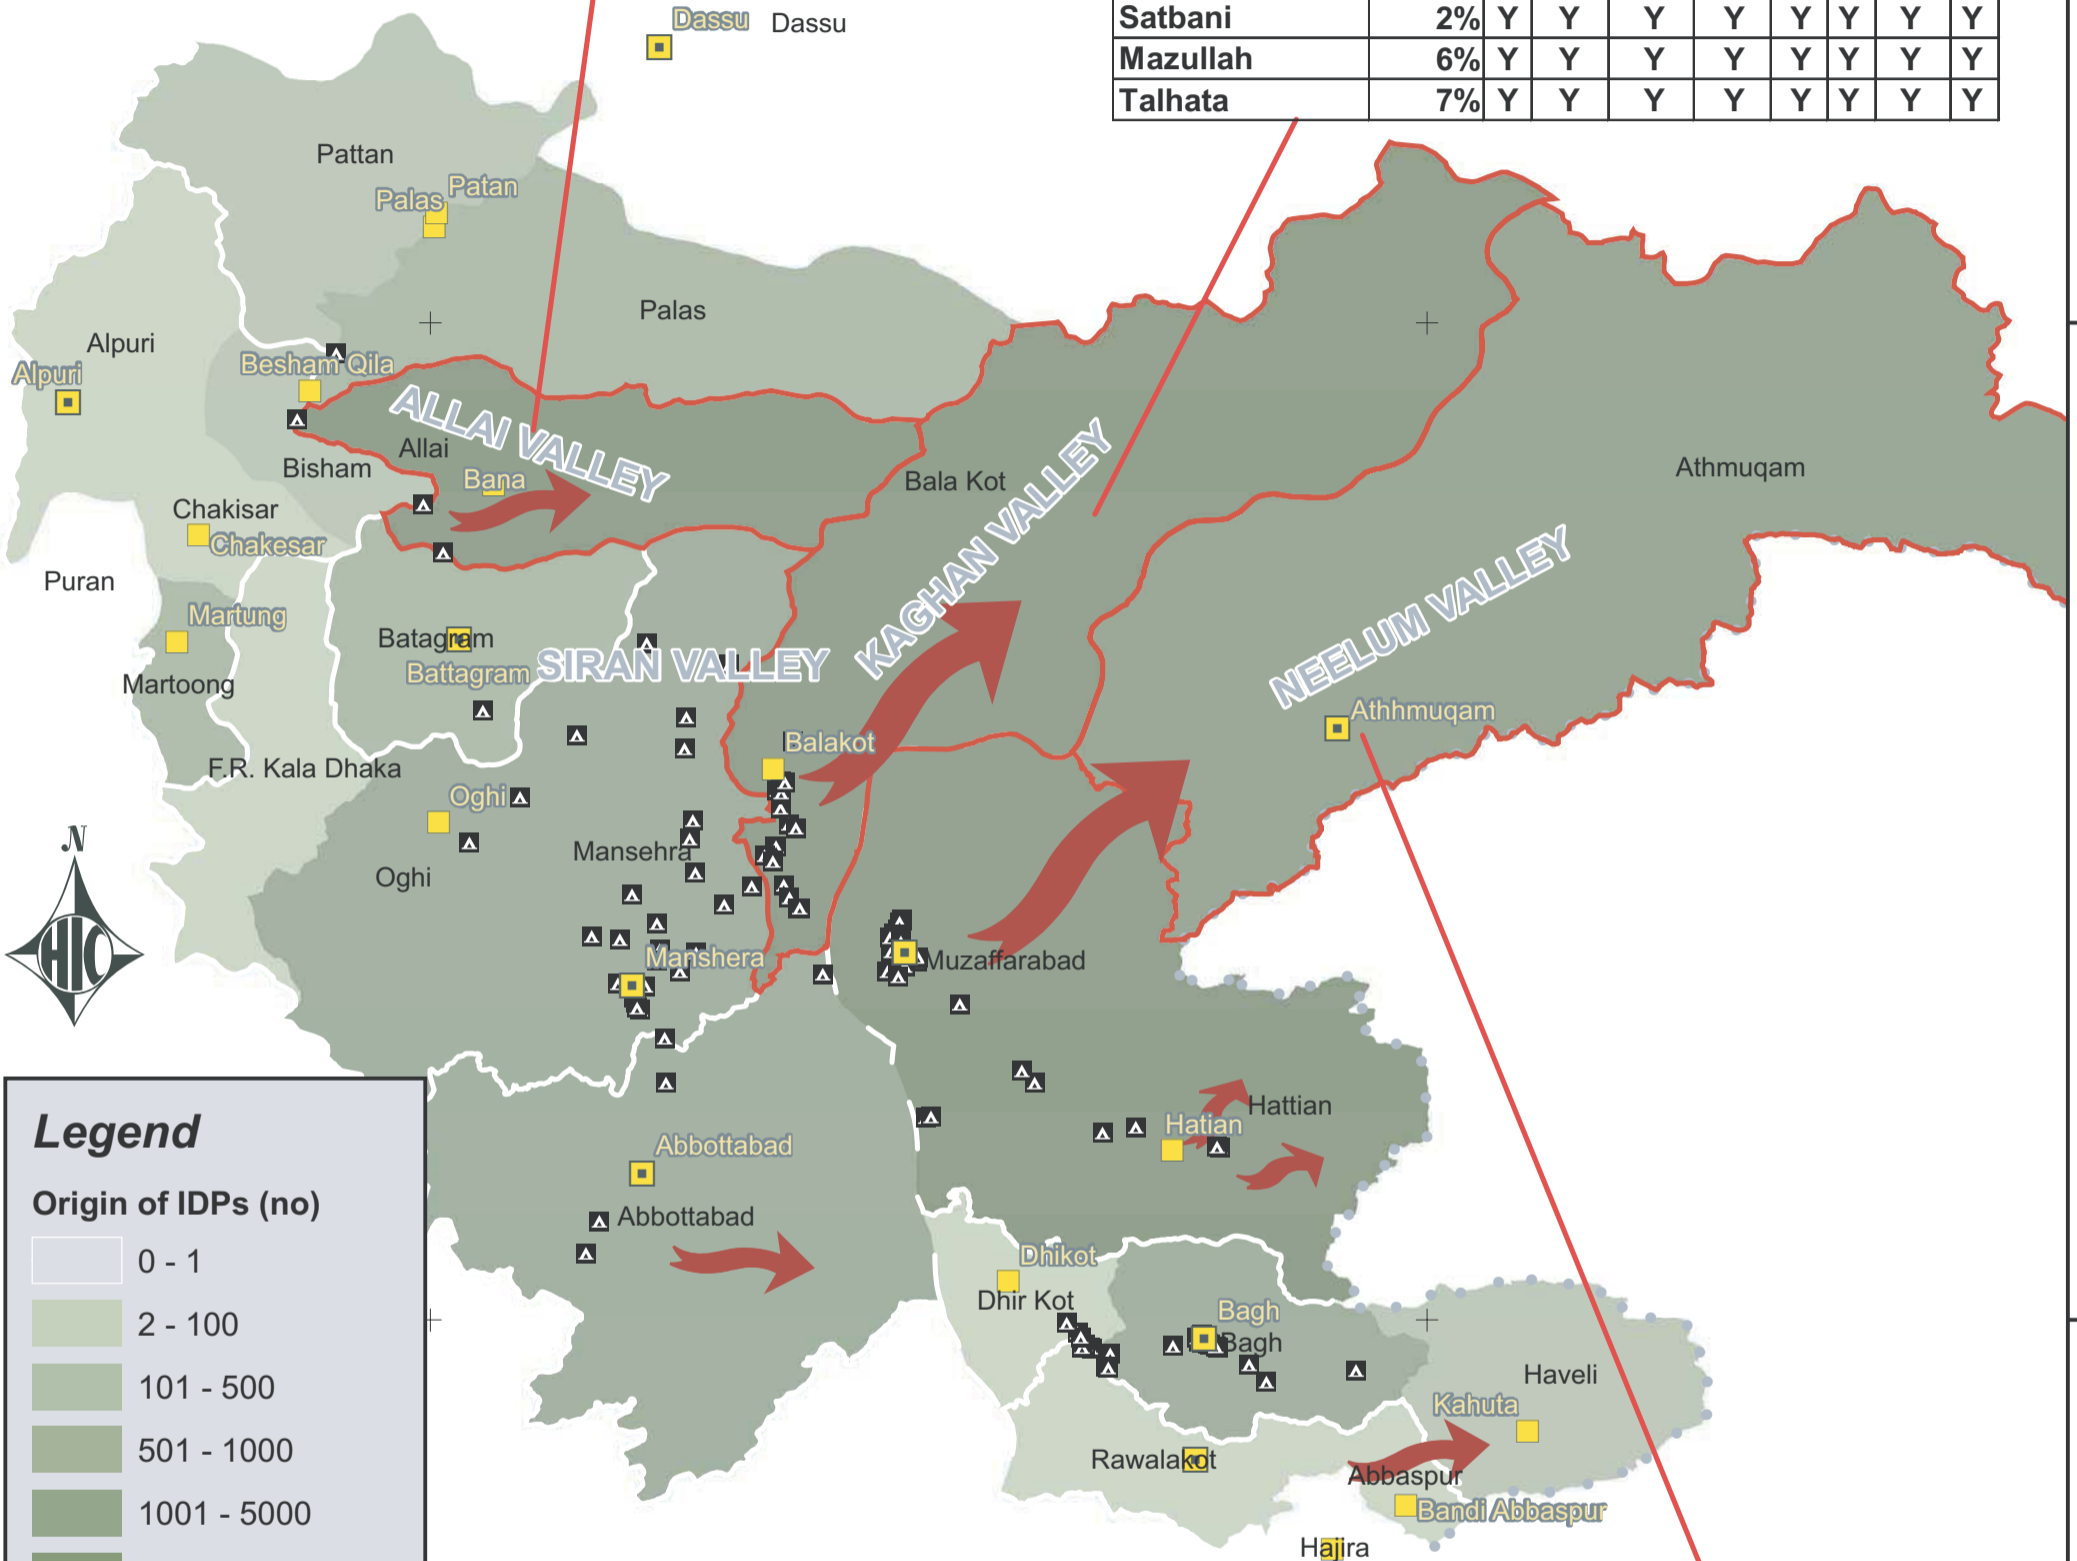 Dassu Dassu
Satbani 2% Y Y Y Y Y Y Y Y
Mazullah 6% Y Y Y Y Y Y Y Y
Talhata 7% Y Y Y Y Y Y Y Y
Pattan
Patan
Palas
Palas
Alpuri
Besham Qila
Alpuri
ALLAI VALLEY
Allai
Bisham
Bana
Bala Kot
KAGHAN VALLEY
Athmuqam
Chakisar
Chakesar
Puran
Martung
NEELUM VALLEY
Batagram
Battagram
SIRAN VALLEY
Martoong
Athhmuqam
Balakot
F.R. Kala Dhaka
Oghi
N
Mansehra
Oghi
HIC
Manshera
Muzaffarabad
Hattian
Hatian
Abbottabad
Abbottabad
Dhikot
Dhir Kot
Bagh
Bagh
Haveli
Kahuta
Rawalakot
Abbaspur
Bandi Abbaspur
Hajira
Legend
Origin of IDPs (no)
0 - 1
2 - 100
101 - 500
501 - 1000
1001 - 5000